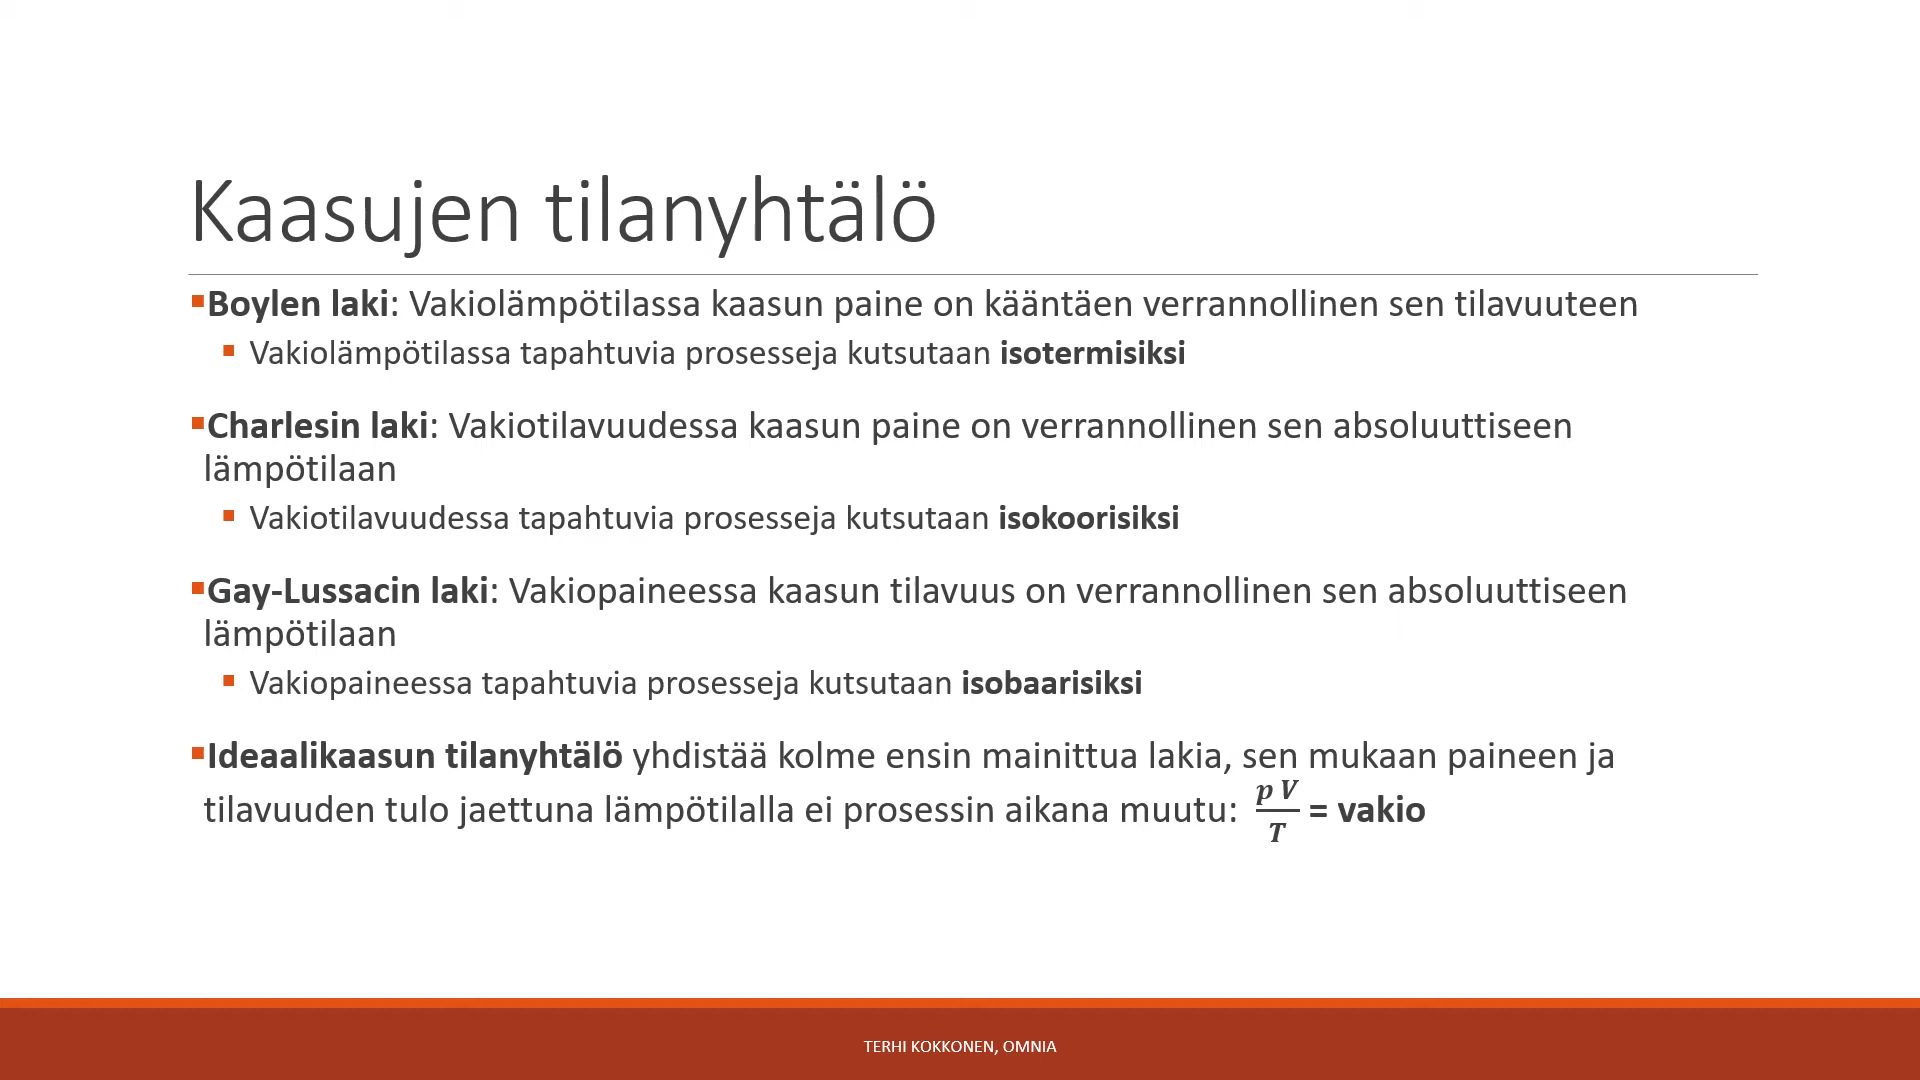 Kaasujen tilanyhtälö
▪Boylen laki: Vakiolämpötilassa kaasun paine on kääntäen verrannollinen sen tilavuuteen
▪ Vakiolämpötilassa tapahtuvia prosesseja kutsutaan isotermisiksi
▪Charlesin laki: Vakiotilavuudessa kaasun paine on verrannollinen sen absoluuttiseen
lämpötilaan
▪ Vakiotilavuudessa tapahtuvia prosesseja kutsutaan isokoorisiksi
▪Gay-Lussacin laki: Vakiopaineessa kaasun tilavuus on verrannollinen sen absoluuttiseen
lämpötilaan
▪ Vakiopaineessa tapahtuvia prosesseja kutsutaan isobaarisiksi
▪Ideaalikaasun tilanyhtälö yhdistää kolme ensin mainittua lakia, sen mukaan paineen ja
tilavuuden tulo jaettuna lämpötilalla ei prosessin aikana muutu: p V / T = vakio
TERHI KOKKONEN, OMNIA